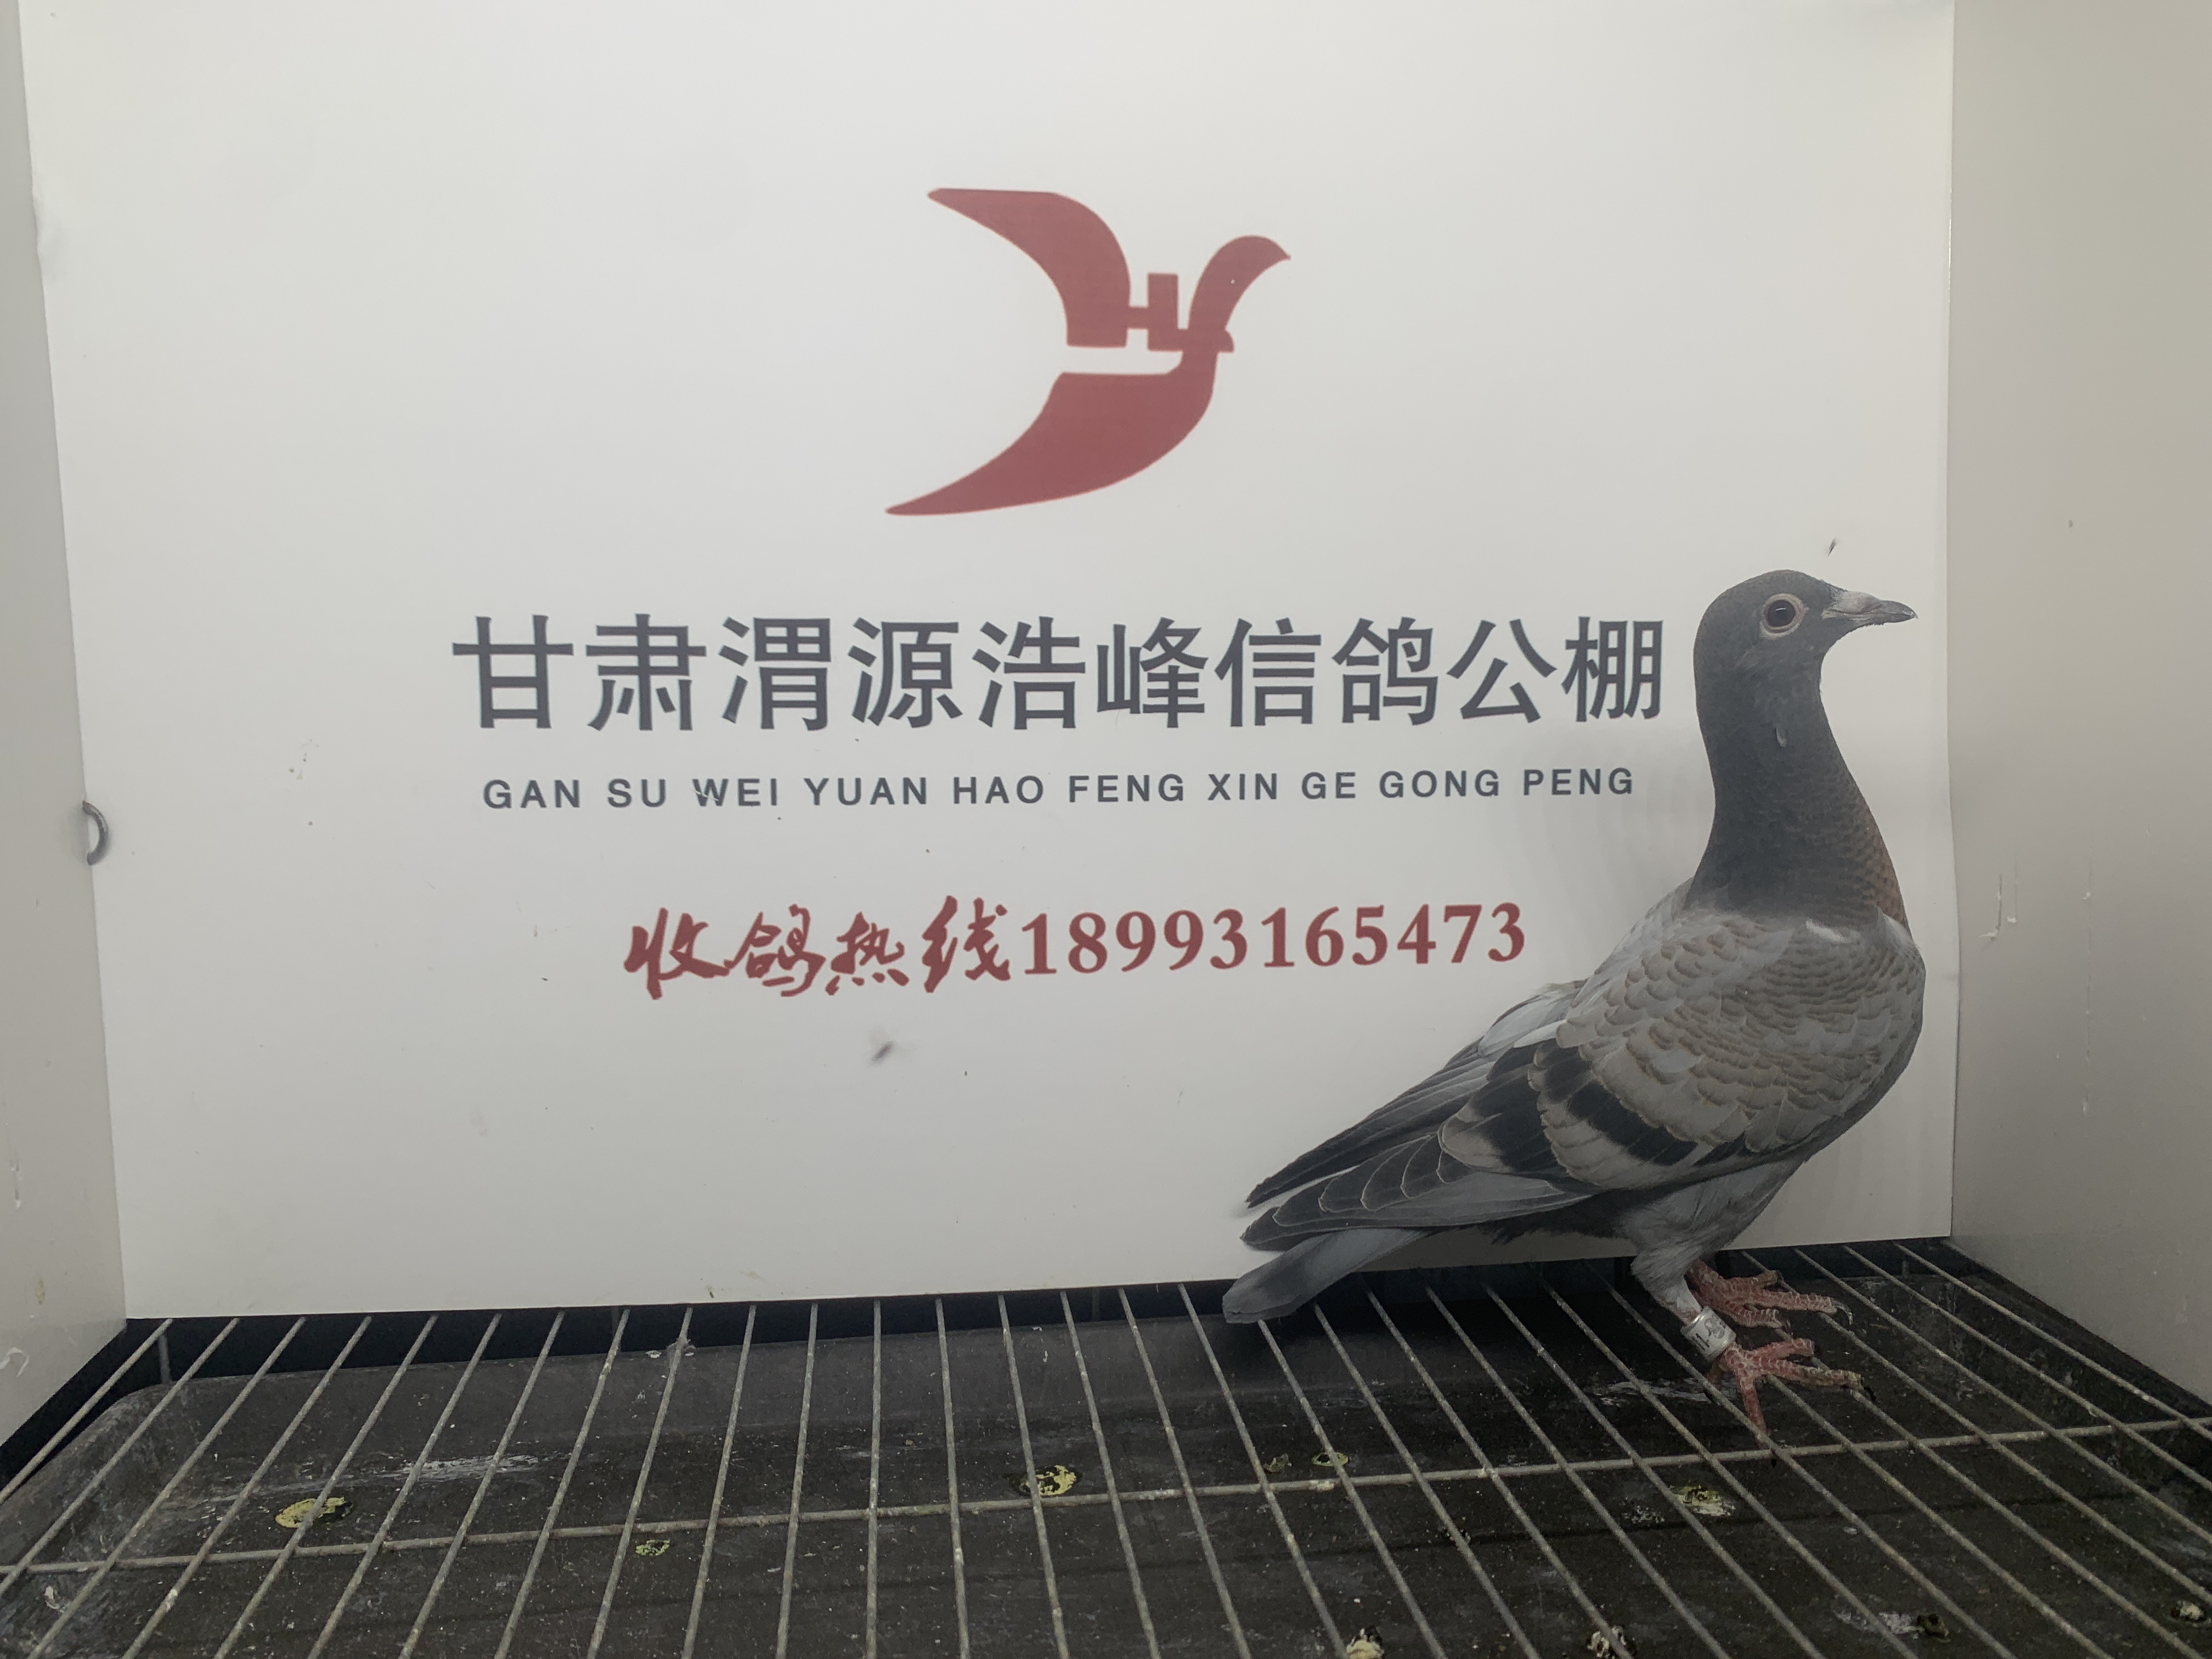 甘肃渭源浩峰信鸽公棚
GAN SU WEI YUAN HAO FENG XIN GE GONG PENG
收鸽热线18993165473